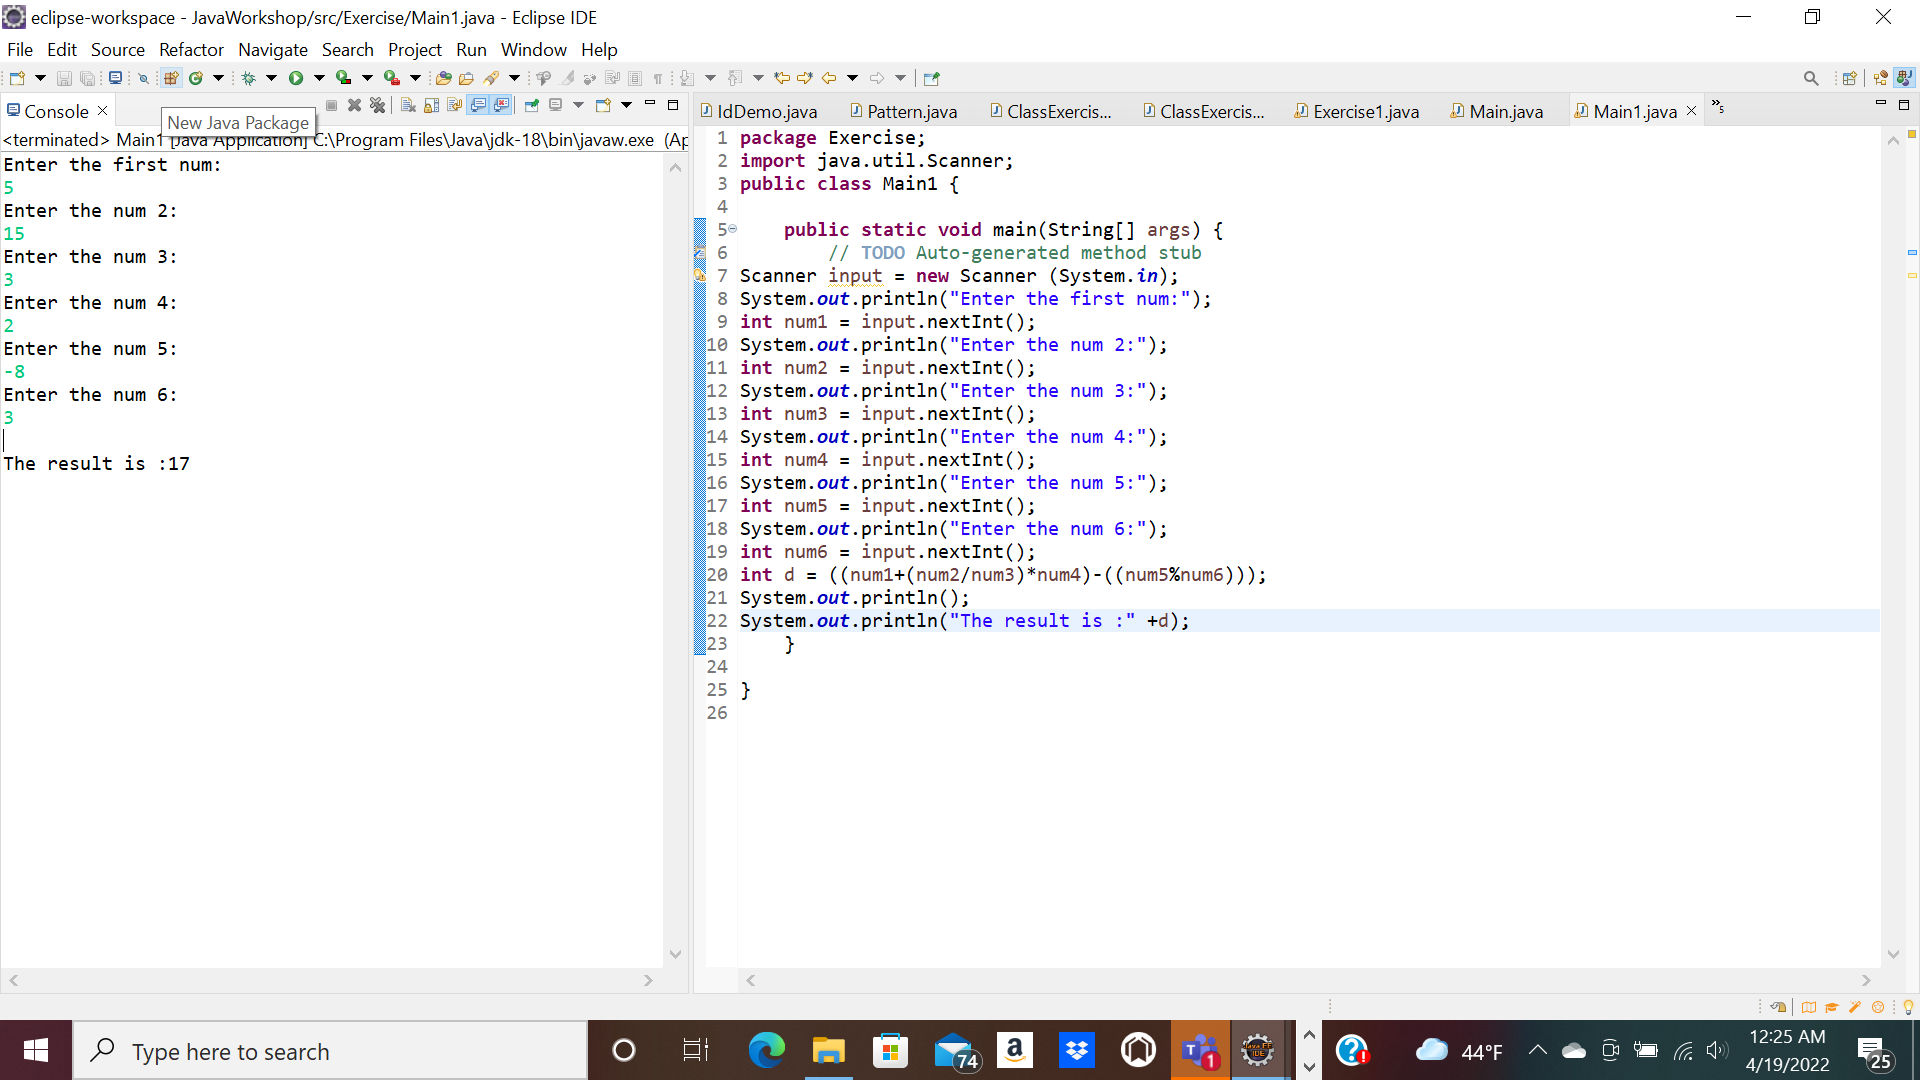 eclipse-workspace - JavaWorkshop/src/Exercise/Main1.java - Eclipse IDE
File Edit Source Refactor Navigate Search Project Run Window Help
Console
New Java Package
<terminated> Main1 [Java Application] C:\Program Files\Java\jdk-18\bin\javaw.exe (Ap
Enter the first num:
5
Enter the num 2:
15
Enter the num 3:
3
Enter the num 4:
2
Enter the num 5:
-8
Enter the num 6:
3
The result is :17
IdDemo.java Pattern.java ClassExercis... ClassExercis... Exercise1.java Main.java Main1.java »5
1 package Exercise;
2 import java.util.Scanner;
3 public class Main1 {
4
5 public static void main(String[] args) {
6 // TODO Auto-generated method stub
7 Scanner input = new Scanner (System.in);
8 System.out.println("Enter the first num:");
9 int num1 = input.nextInt();
10 System.out.println("Enter the num 2:");
11 int num2 = input.nextInt();
12 System.out.println("Enter the num 3:");
13 int num3 = input.nextInt();
14 System.out.println("Enter the num 4:");
15 int num4 = input.nextInt();
16 System.out.println("Enter the num 5:");
17 int num5 = input.nextInt();
18 System.out.println("Enter the num 6:");
19 int num6 = input.nextInt();
20 int d = ((num1+(num2/num3)*num4)-((num5%num6)));
21 System.out.println();
22 System.out.println("The result is :" +d);
23 }
24
25 }
26
Type here to search
74
a
T 1
44°F
12:25 AM
4/19/2022
25